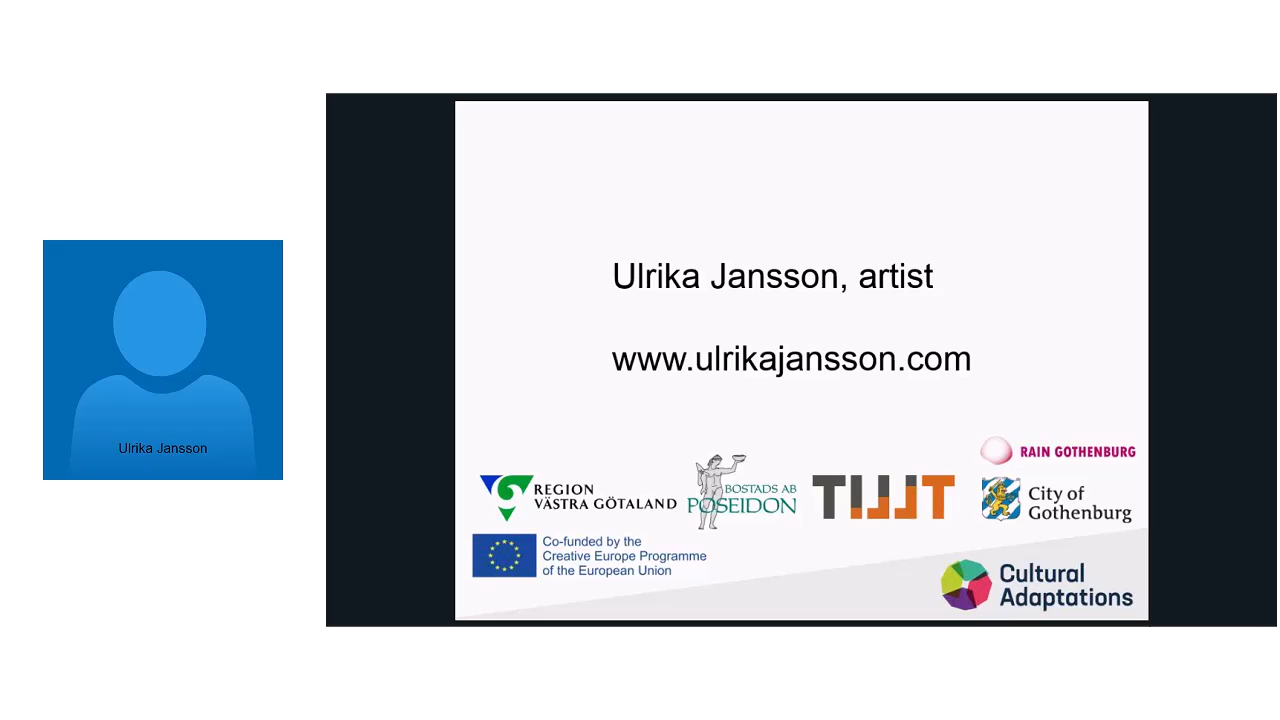 Ulrika Jansson
Ulrika Jansson, artist
www.ulrikajansson.com
RAIN GOTHENBURG
REGION
VÄSTRA GÖTALAND
BOSTADS AB
POSEIDON
TILLT
City of
Gothenburg
Co-funded by the
Creative Europe Programme
of the European Union
Cultural
Adaptations